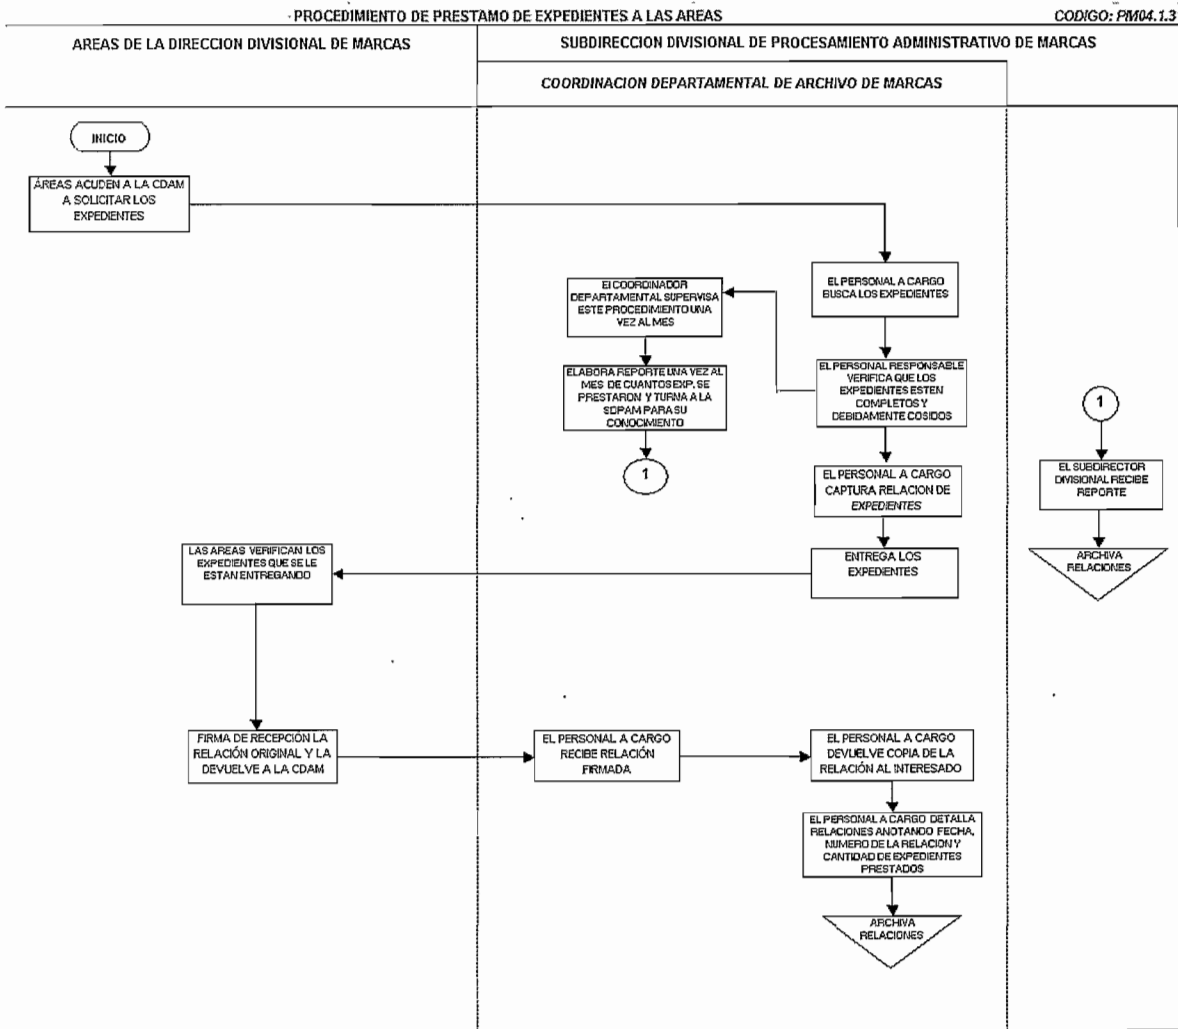 PROCEDIMIENTO DE PRESTAMO DE EXPEDIENTES A LAS AREAS
CODIGO: PM04.1.3
AREAS DE LA DIRECCION DIVISIONAL DE MARCAS
SUBDIRECCION DIVISIONAL DE PROCESAMIENTO ADMINISTRATIVO DE MARCAS
COORDINACION DEPARTAMENTAL DE ARCHIVO DE MARCAS
INICIO
ÁREAS ACUDEN A LA CDAM
A SOLICITAR LOS
EXPEDIENTES
EL PERSONAL A CARGO
BUSCA LOS EXPEDIENTES
El COORDINADOR
DEPARTAMENTAL SUPERVISA
ESTE PROCEDIMIENTO UNA
VEZ AL MES
EL PERSONAL RESPONSABLE
VERIFICA QUE LOS
EXPEDIENTES ESTEN
COMPLETOS Y
DEBIDAMENTE COSIDOS
ELABORA REPORTE UNA VEZ AL
MES DE CUANTOS EXP. SE
PRESTARON Y TURNA A LA
SDPAM PARA SU
CONOCIMIENTO
1
1
EL SUBDIRECTOR
DIVISIONAL RECIBE
REPORTE
ARCHIVA
RELACIONES
EL PERSONAL A CARGO
CAPTURA RELACION DE
EXPEDIENTES
ENTREGA LOS
EXPEDIENTES
LAS AREAS VERIFICAN LOS
EXPEDIENTES QUE SE LE
ESTAN ENTREGANDO
FIRMA DE RECEPCIÓN LA
RELACIÓN ORIGINAL Y LA
DEVUELVE A LA CDAM
EL PERSONAL A CARGO
RECIBE RELACIÓN
FIRMADA
EL PERSONAL A CARGO
DEVUELVE COPIA DE LA
RELACIÓN AL INTERESADO
EL PERSONAL A CARGO DETALLA
RELACIONES ANOTANDO FECHA,
NUMERO DE LA RELACION Y
CANTIDAD DE EXPEDIENTES
PRESTADOS
ARCHIVA
RELACIONES